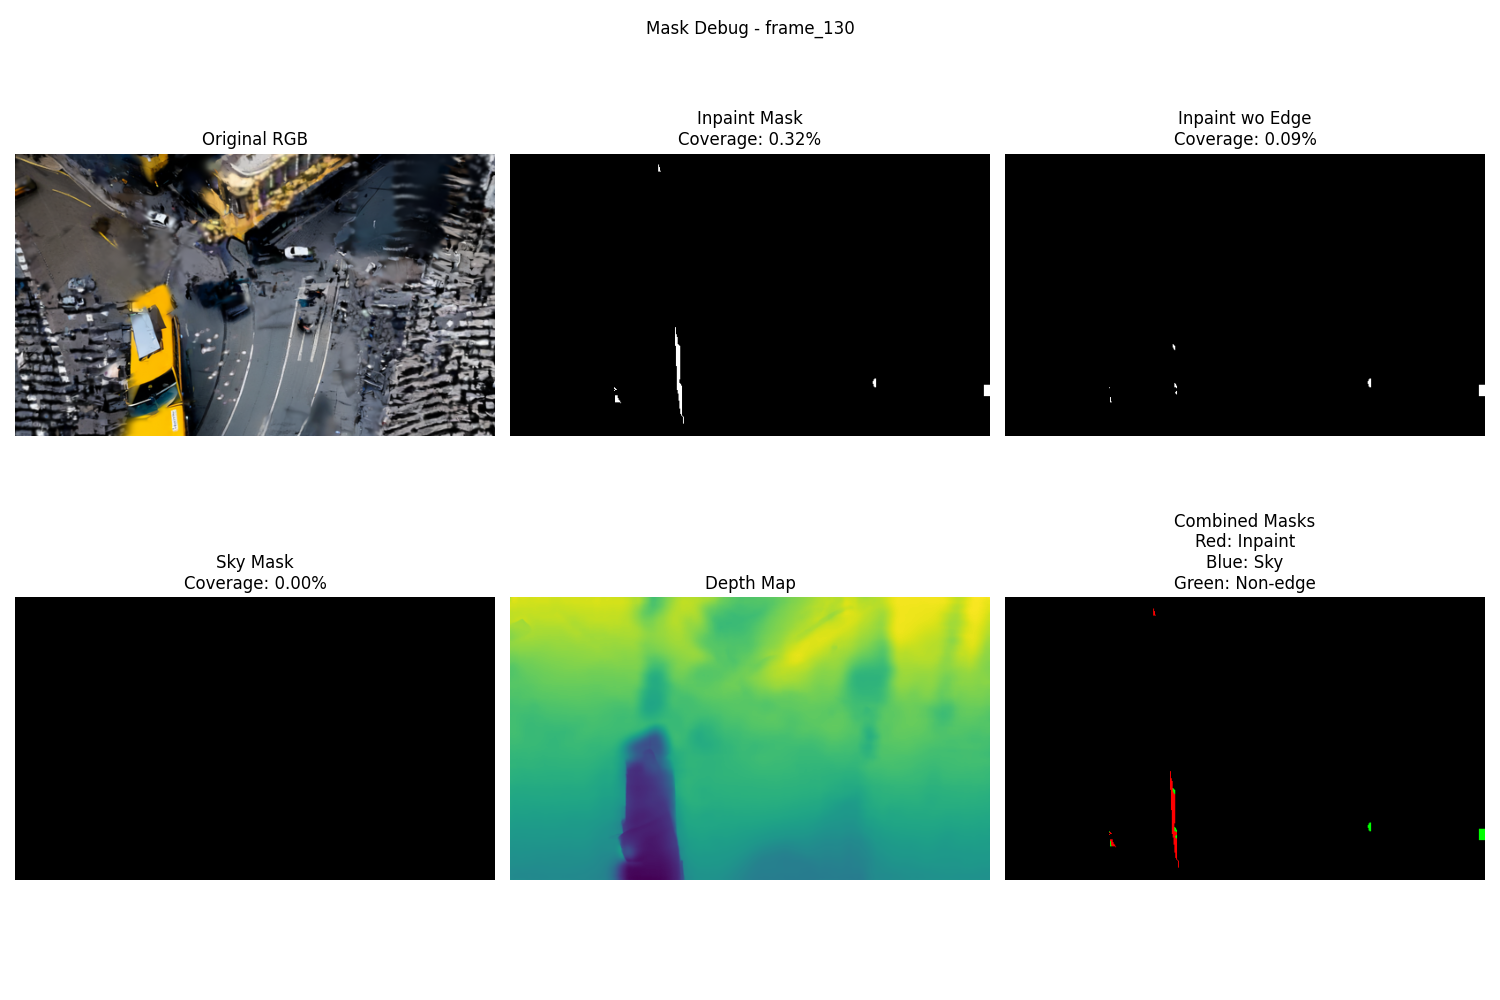 Mask Debug - frame_130
Original RGB
Inpaint Mask
Coverage: 0.32%
Inpaint wo Edge
Coverage: 0.09%
Sky Mask
Coverage: 0.00%
Depth Map
Combined Masks
Red: Inpaint
Blue: Sky
Green: Non-edge